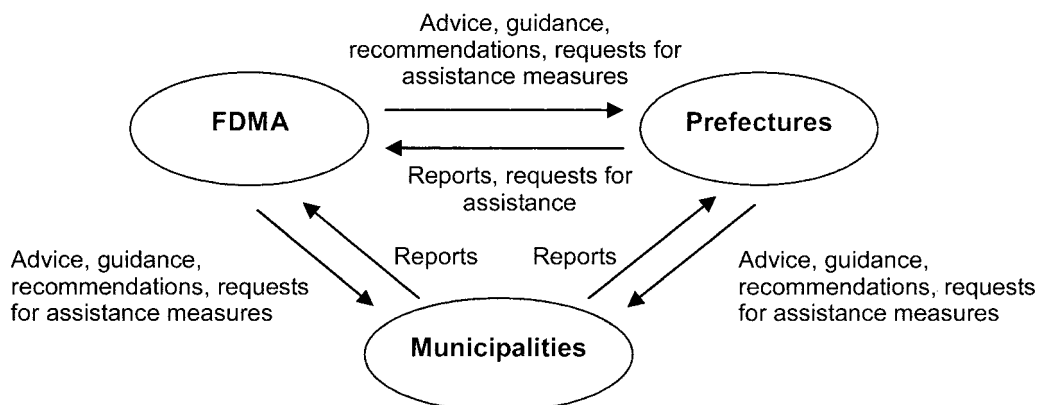 Advice, guidance,
recommendations, requests for
assistance measures
FDMA
Prefectures
Reports, requests for
assistance
Reports
Reports
Advice, guidance,
recommendations, requests
for assistance measures
Advice, guidance,
recommendations, requests
for assistance measures
Municipalities